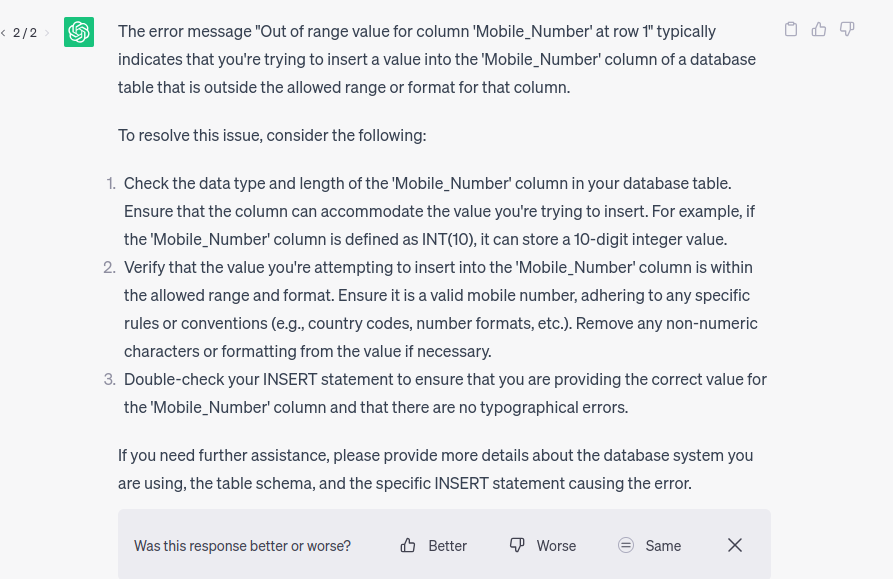 2 / 2
The error message "Out of range value for column 'Mobile_Number' at row 1" typically
indicates that you're trying to insert a value into the 'Mobile_Number' column of a database
table that is outside the allowed range or format for that column.
To resolve this issue, consider the following:
1. Check the data type and length of the 'Mobile_Number' column in your database table.
Ensure that the column can accommodate the value you're trying to insert. For example, if
the 'Mobile_Number' column is defined as INT(10), it can store a 10-digit integer value.
2. Verify that the value you're attempting to insert into the 'Mobile_Number' column is within
the allowed range and format. Ensure it is a valid mobile number, adhering to any specific
rules or conventions (e.g., country codes, number formats, etc.). Remove any non-numeric
characters or formatting from the value if necessary.
3. Double-check your INSERT statement to ensure that you are providing the correct value for
the 'Mobile_Number' column and that there are no typographical errors.
If you need further assistance, please provide more details about the database system you
are using, the table schema, and the specific INSERT statement causing the error.
Was this response better or worse? Better Worse Same